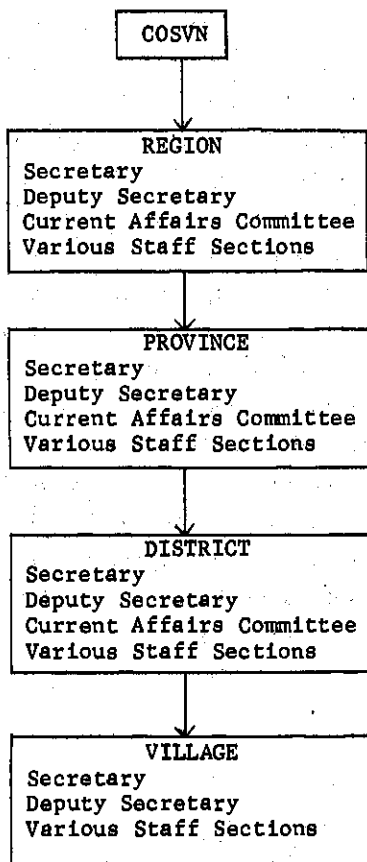 COSVN
REGION
Secretary
Deputy Secretary
Current Affairs Committee
Various Staff Sections
PROVINCE
Secretary
Deputy Secretary
Current Affairs Committee
Various Staff Sections
DISTRICT
Secretary
Deputy Secretary
Current Affairs Committee
Various Staff Sections
VILLAGE
Secretary
Deputy Secretary
Various Staff Sections